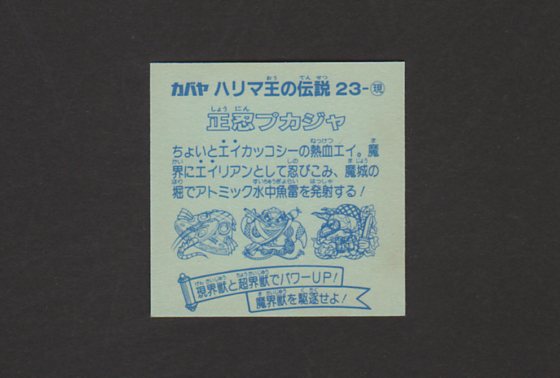 カバヤ ハリマ王の伝説 23-現
正忍プカジャ
ちょいとエイカッコシーの熱血エイ。魔
界にエイリアンとして忍びこみ、魔城の
堀でアトミック水中魚雷を発射する!
現界獣と超界獣でパワーUP!
魔界獣を駆逐せよ!